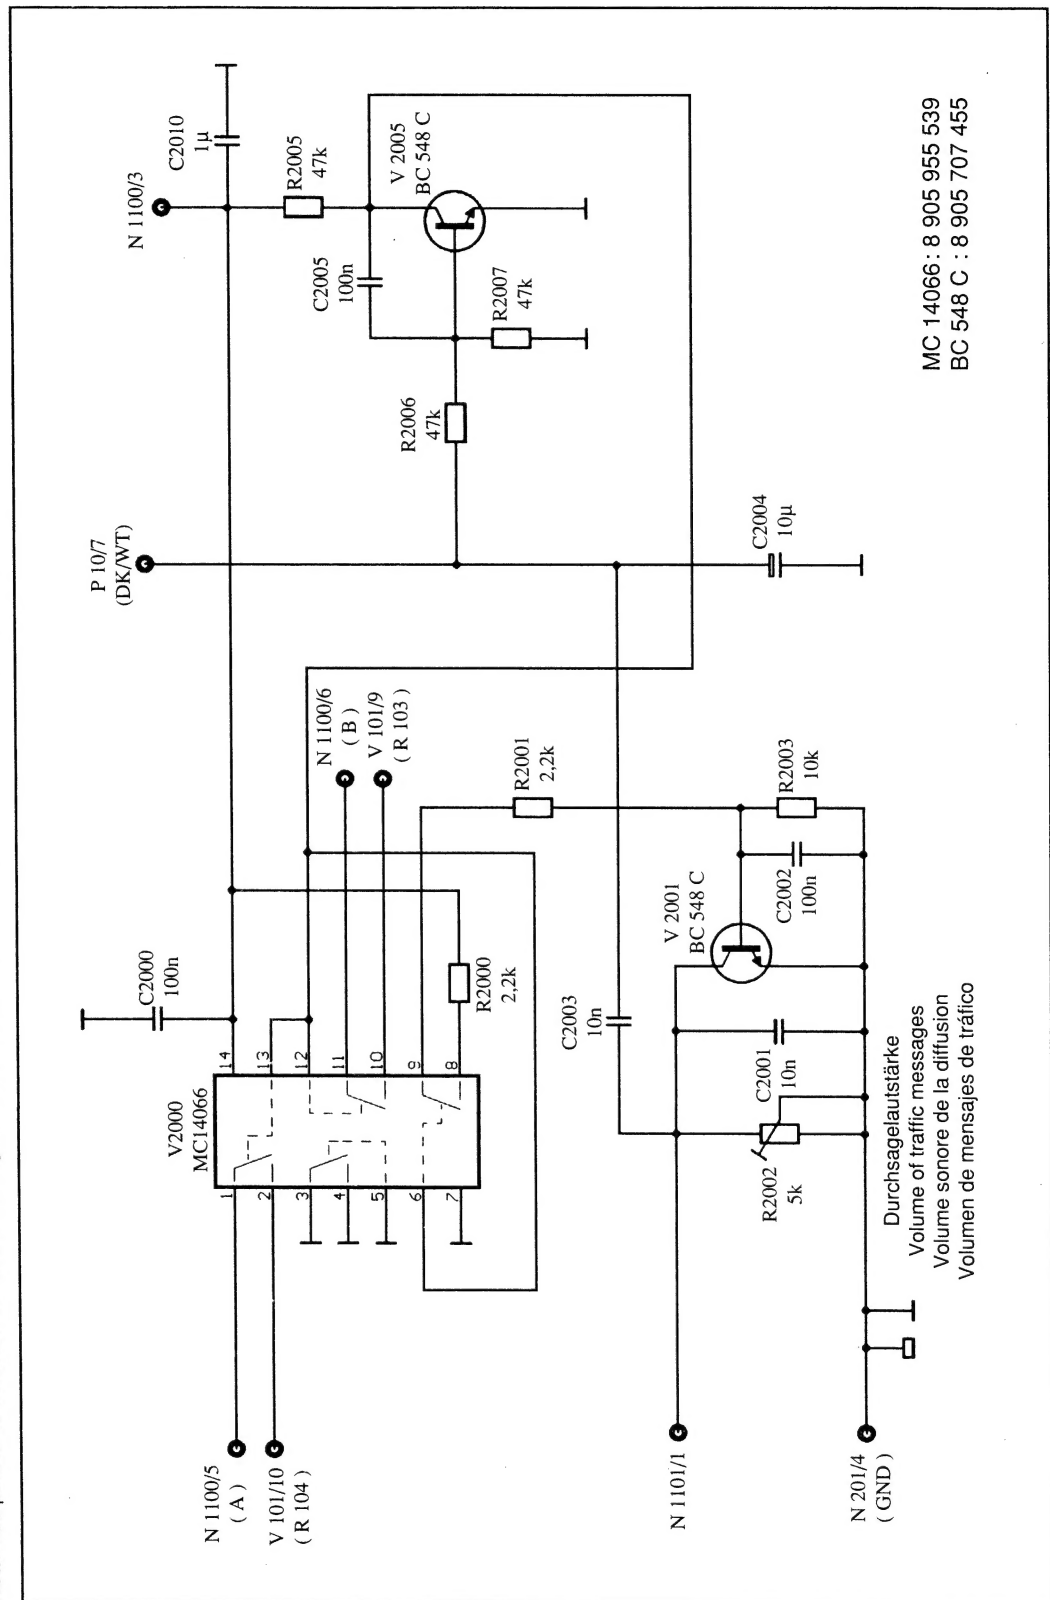 N 1100/5
( A )
V 101/10
( R 104 )
V2000
MC14066
1
2
3
4
5
6
7
14
13
12
11
10
9
8
C2000
100n
R2000
2,2k
N 1100/6
( B )
V 101/9
( R 103 )
P 10/7
(DK/WT)
N 1100/3
C2010
1µ
R2005
47k
V 2005
BC 548 C
C2005
100n
R2007
47k
R2006
47k
C2004
10µ
R2001
2,2k
R2003
10k
V 2001
BC 548 C
C2002
100n
C2003
10n
C2001
10n
R2002
5k
N 1101/1
N 201/4
( GND )
Durchsagelautstärke
Volume of traffic messages
Volume sonore de la diffusion
Volumen de mensajes de tráfico
MC 14066 : 8 905 955 539
BC 548 C : 8 905 707 455